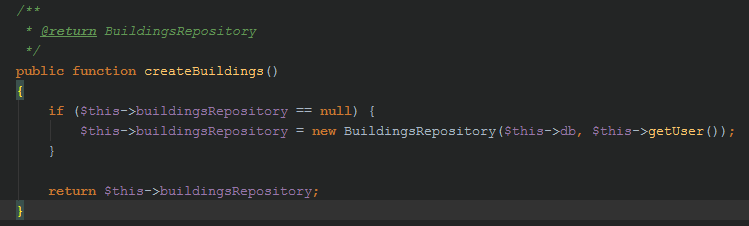 /**
 * @return BuildingsRepository
 */
public function createBuildings()
{
    if ($this->buildingsRepository == null) {
        $this->buildingsRepository = new BuildingsRepository($this->db, $this->getUser());
    }
    return $this->buildingsRepository;
}